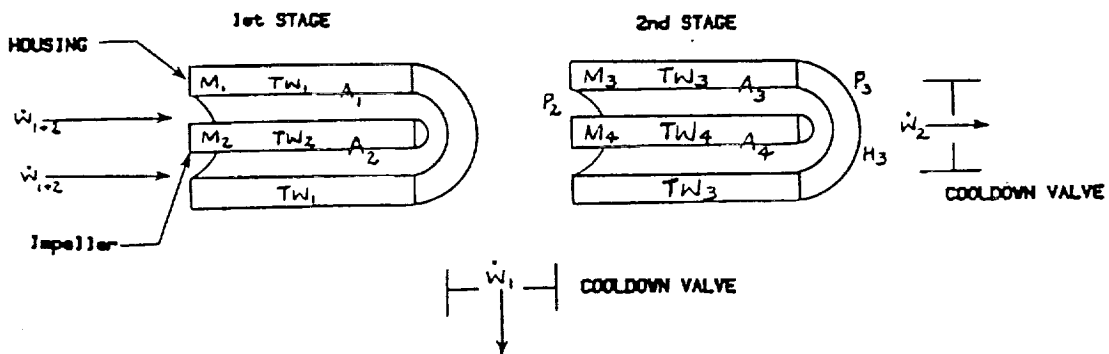 1st STAGE
2nd STAGE
HOUSING
M₁ TW₁ A₁
M₃ TW₃ A₃
P₃
P₂
Ẇ₁₊₂
M₂ TW₂ A₂
M₄ TW₄ A₄
Ẇ₂
H₃
Ẇ₁₊₂
TW₁
TW₃
COOLDOWN VALVE
Impeller
Ẇ₁
COOLDOWN VALVE